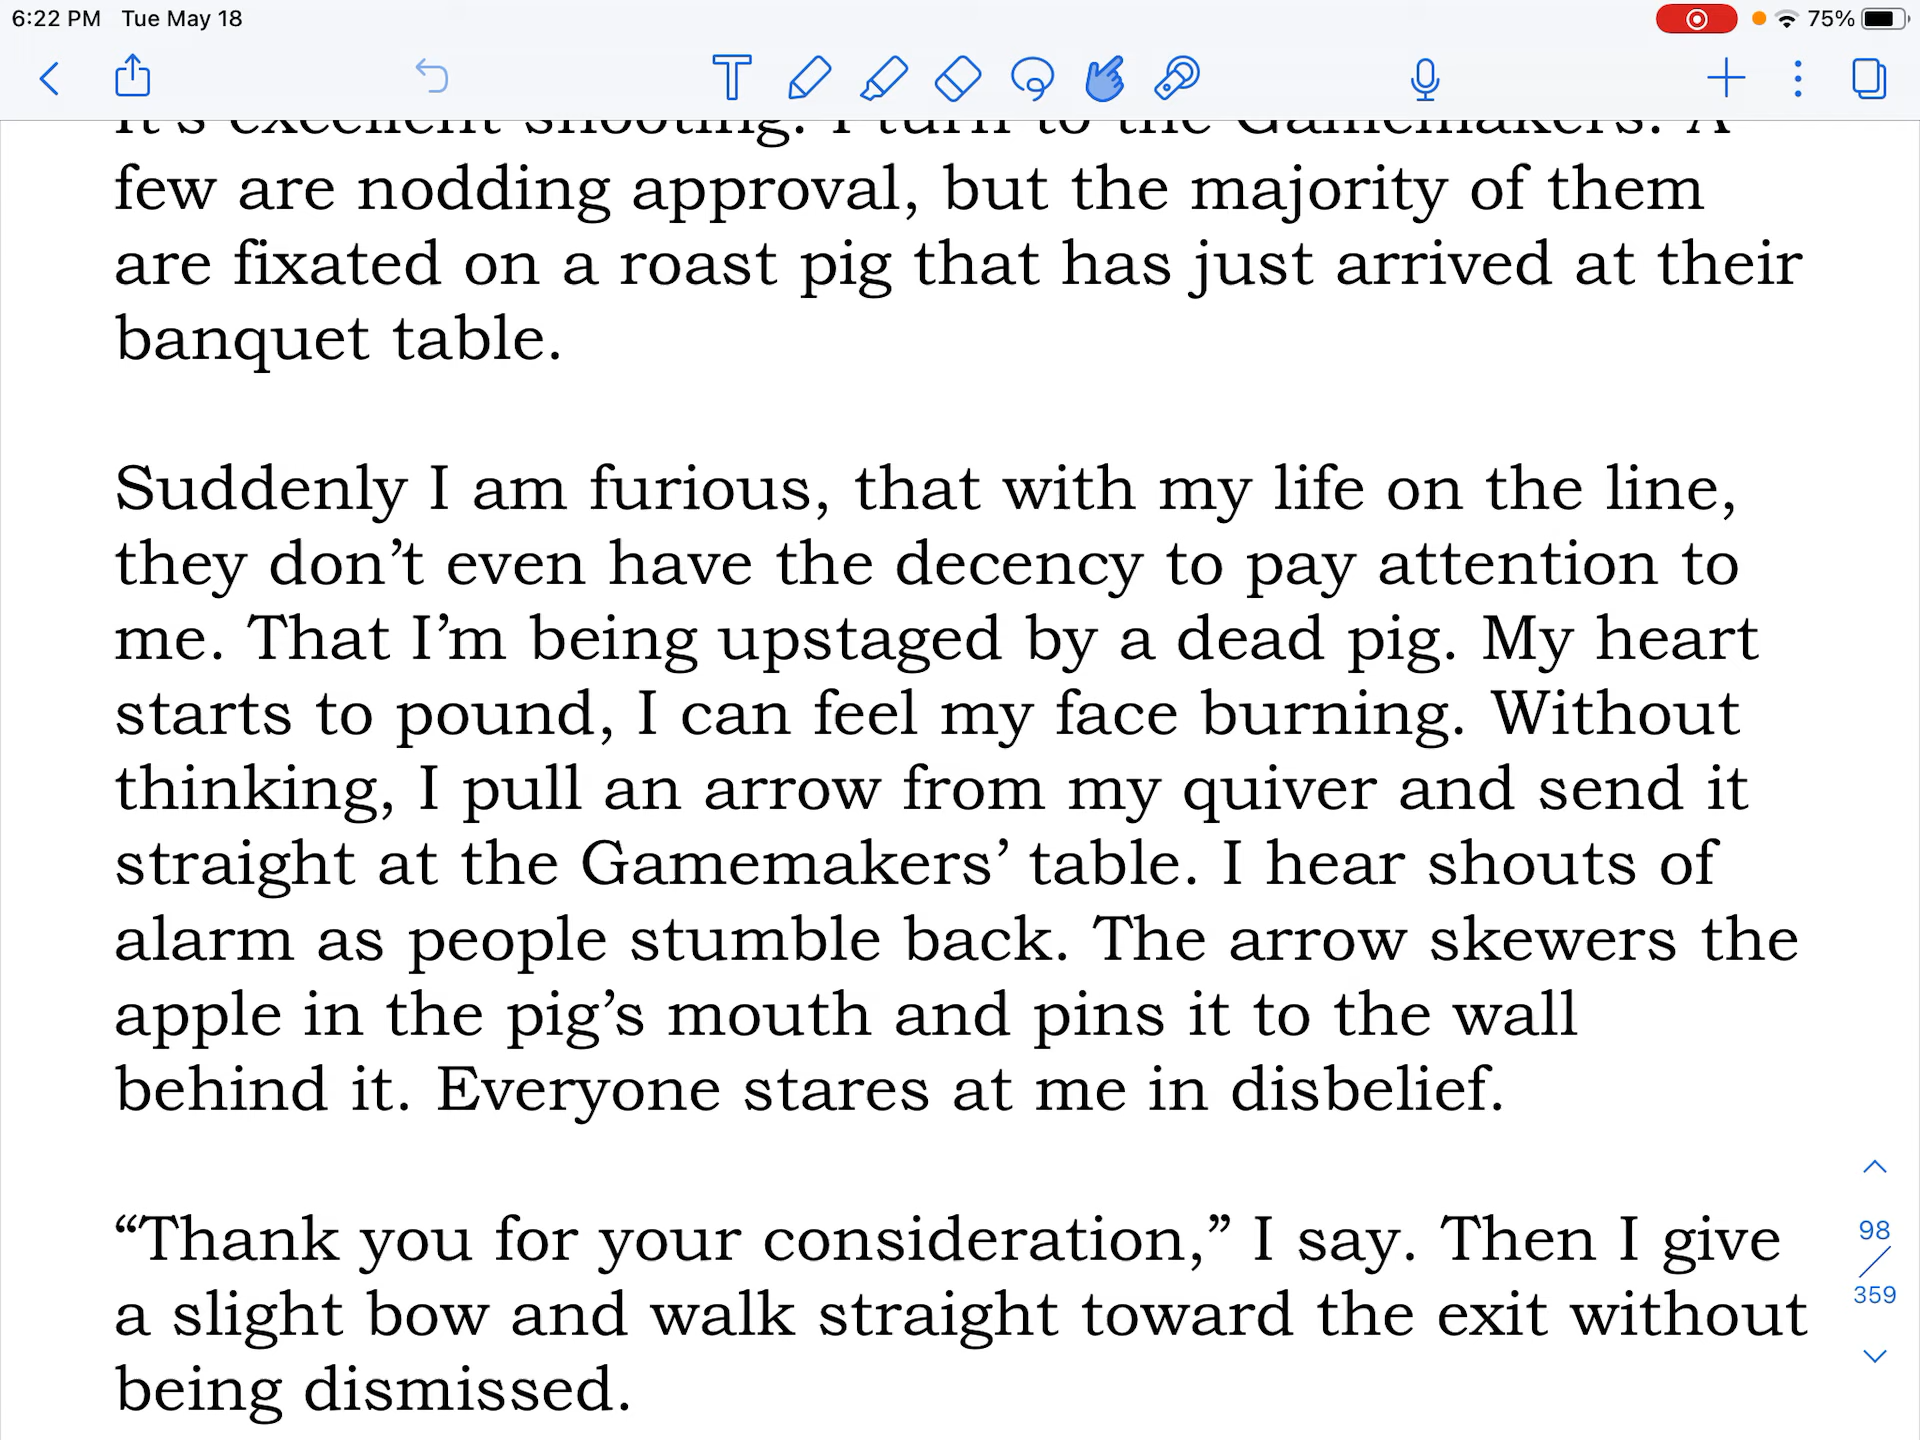 6:22 PM Tue May 18
75%
It's excellent shooting. I turn to the Gamemakers. A
few are nodding approval, but the majority of them
are fixated on a roast pig that has just arrived at their
banquet table.
Suddenly I am furious, that with my life on the line,
they don’t even have the decency to pay attention to
me. That I’m being upstaged by a dead pig. My heart
starts to pound, I can feel my face burning. Without
thinking, I pull an arrow from my quiver and send it
straight at the Gamemakers’ table. I hear shouts of
alarm as people stumble back. The arrow skewers the
apple in the pig’s mouth and pins it to the wall
behind it. Everyone stares at me in disbelief.
“Thank you for your consideration,” I say. Then I give
a slight bow and walk straight toward the exit without
being dismissed.
98
359